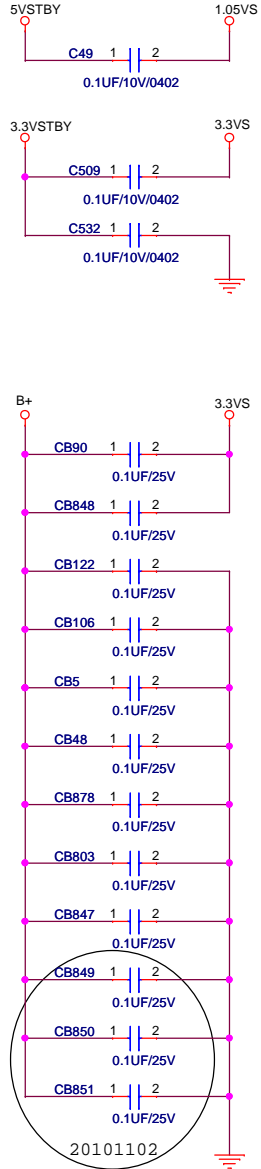 5VSTBY 1.05VS
C49 1 2
0.1UF/10V/0402
3.3VSTBY 3.3VS
C509 1 2
0.1UF/10V/0402
C532 1 2
0.1UF/10V/0402
B+ 3.3VS
CB90 1 2
0.1UF/25V
CB848 1 2
0.1UF/25V
CB122 1 2
0.1UF/25V
CB106 1 2
0.1UF/25V
CB5 1 2
0.1UF/25V
CB48 1 2
0.1UF/25V
CB878 1 2
0.1UF/25V
CB803 1 2
0.1UF/25V
CB847 1 2
0.1UF/25V
CB849 1 2
0.1UF/25V
CB850 1 2
0.1UF/25V
CB851 1 2
0.1UF/25V
20101102